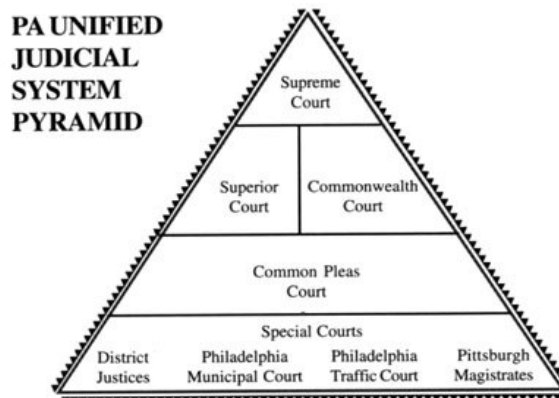 PA UNIFIED
JUDICIAL
SYSTEM
PYRAMID
Supreme
Court
Superior
Court
Commonwealth
Court
Common Pleas
Court
Special Courts
District
Justices
Philadelphia
Municipal Court
Philadelphia
Traffic Court
Pittsburgh
Magistrates